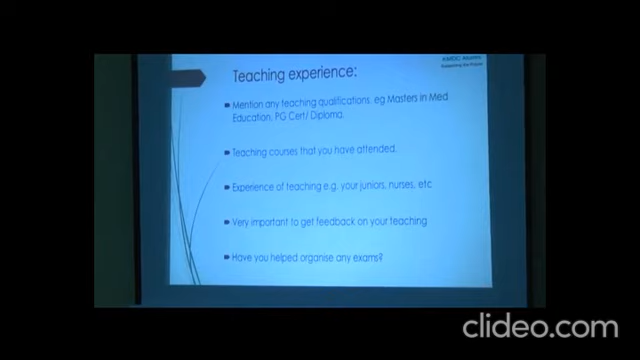 KMDC Alumni
Teaching experience:
Mention any teaching qualifications, eg Masters in Med
Education, PG Cert/ Diploma.
Teaching courses that you have attended.
Experience of teaching e.g. your juniors, nurses, etc
Very important to get feedback on your teaching
Have you helped organise any exams?
clideo.com